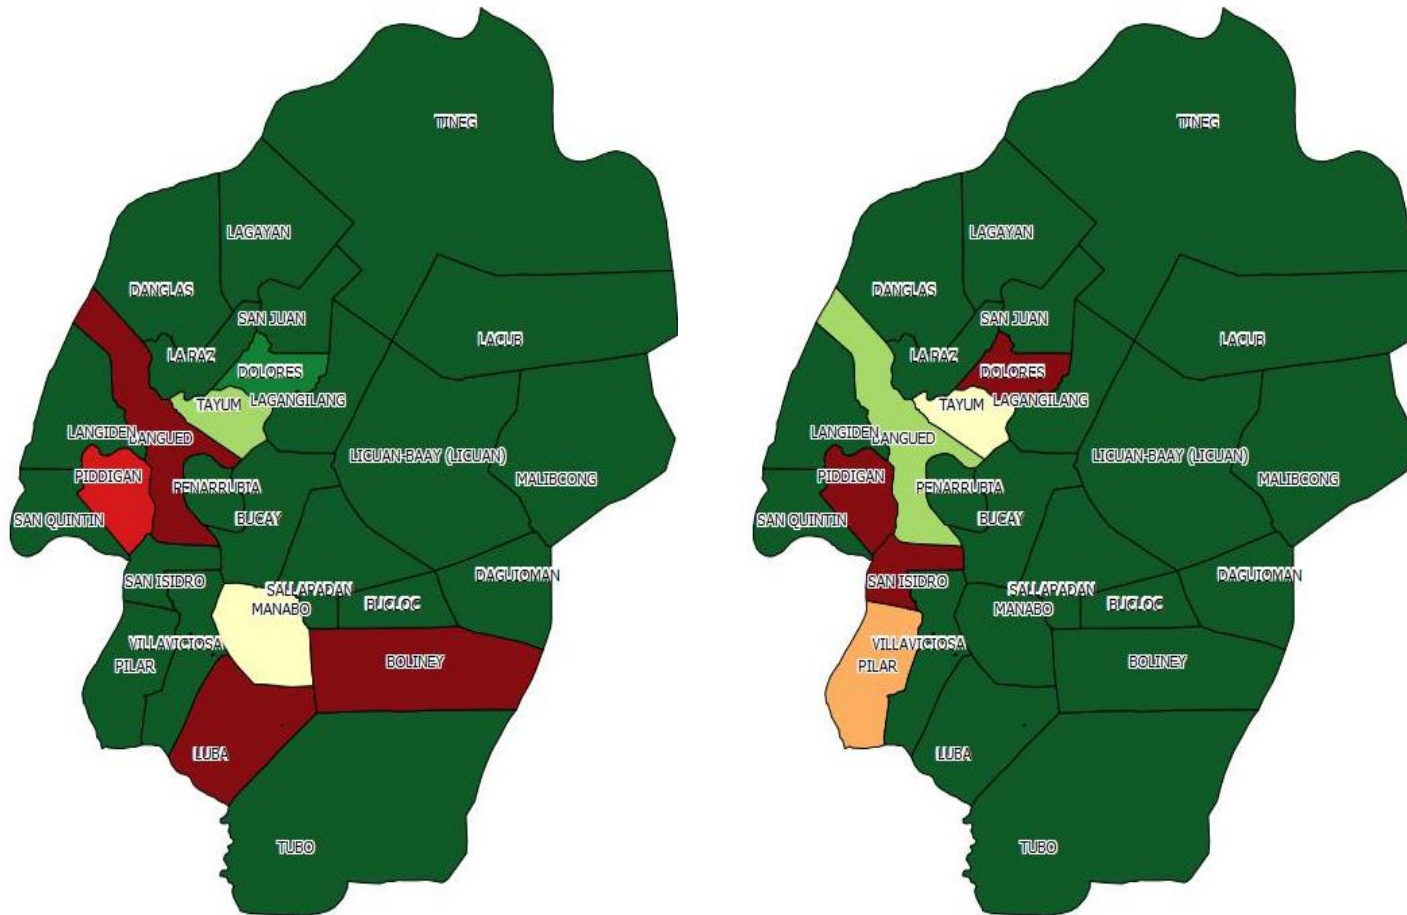 TINEG
LAGAYAN
DANGLAS
SAN JUAN
LACUB
LA PAZ
DOLORES
LAGANGILANG
TAYUM
LANGIDEN
BANGUED
LICUAN-BAAY (LICUAN)
PIDDIGAN
PENARRUBIA
MALIBCONG
SAN QUINTIN
BUCAY
SAN ISIDRO
DAGUIOMAN
SALLAPADAN
MANABO
BUCLOC
VILLAVICIOSA
PILAR
BOLINEY
LUBA
TUBO
TINEG
LAGAYAN
DANGLAS
SAN JUAN
LACUB
LA PAZ
DOLORES
LAGANGILANG
TAYUM
LANGIDEN
BANGUED
LICUAN-BAAY (LICUAN)
PIDDIGAN
PENARRUBIA
MALIBCONG
SAN QUINTIN
BUCAY
SAN ISIDRO
DAGUIOMAN
SALLAPADAN
MANABO
BUCLOC
VILLAVICIOSA
PILAR
BOLINEY
LUBA
TUBO